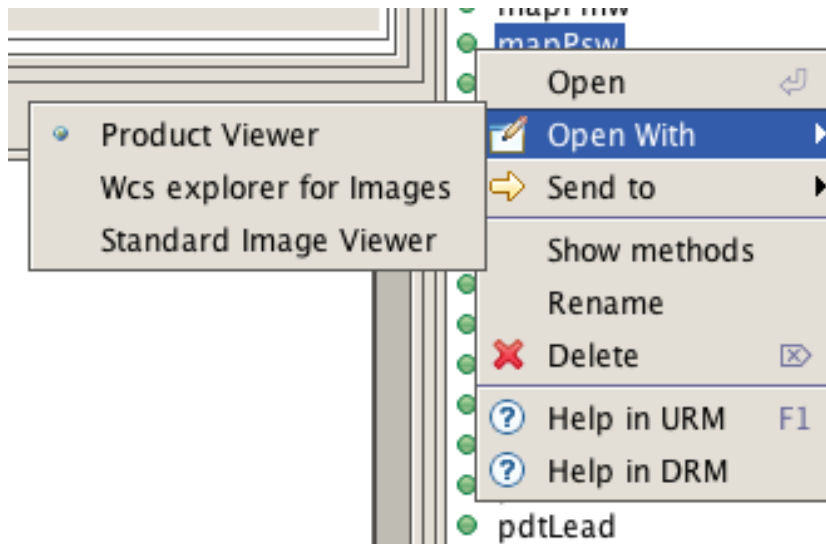 mapPmw
mapPsw
Open
Product Viewer
Open With
Wcs explorer for Images
Send to
Standard Image Viewer
Show methods
Rename
Delete
Help in URM F1
Help in DRM
pdtLead